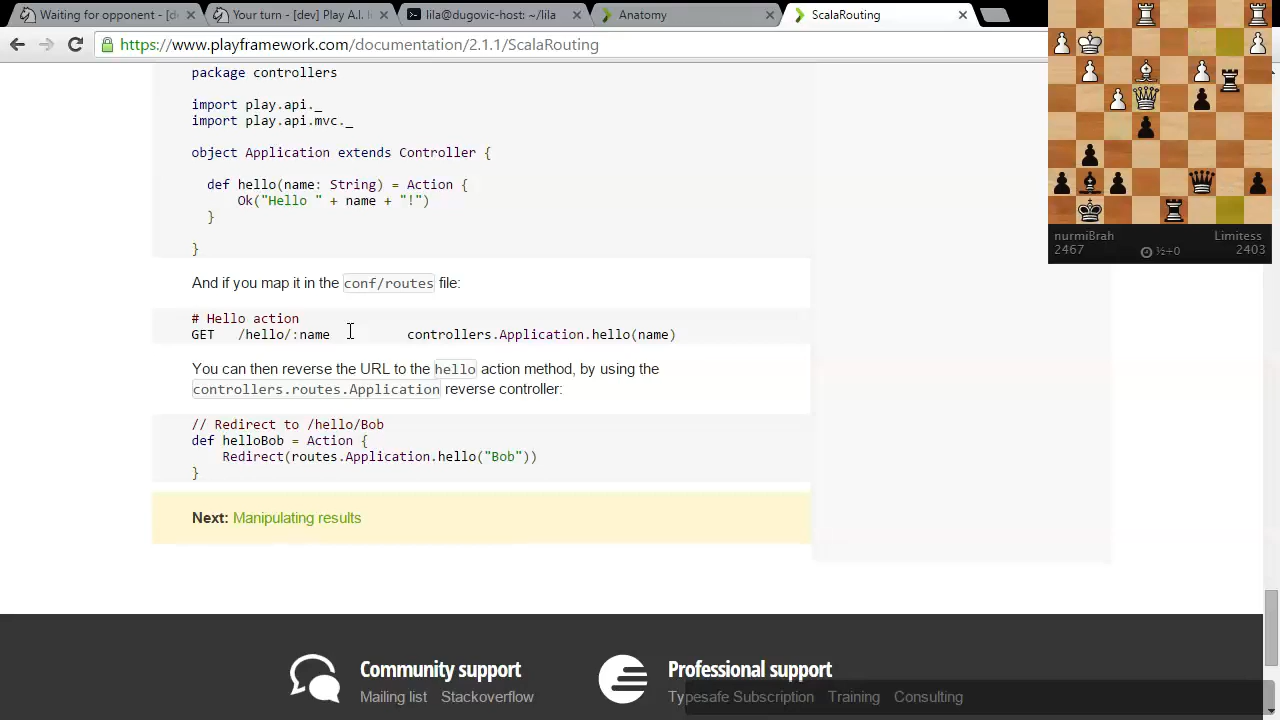 Waiting for opponent - [de
Your turn - [dev] Play A.I. l
lila@dugovic-host: ~/lila
Anatomy
ScalaRouting
https://www.playframework.com/documentation/2.1.1/ScalaRouting
package controllers
import play.api._
import play.api.mvc._
object Application extends Controller {
def hello(name: String) = Action {
Ok("Hello " + name + "!")
}
}
And if you map it in the conf/routes file:
# Hello action
GET /hello/:name controllers.Application.hello(name)
You can then reverse the URL to the hello action method, by using the
controllers.routes.Application reverse controller:
// Redirect to /hello/Bob
def helloBob = Action {
Redirect(routes.Application.hello("Bob"))
}
Next: Manipulating results
Community support
Mailing list Stackoverflow
Professional support
Typesafe Subscription Training Consulting
nurmiBrah Limitess
2467 ½+0 2403